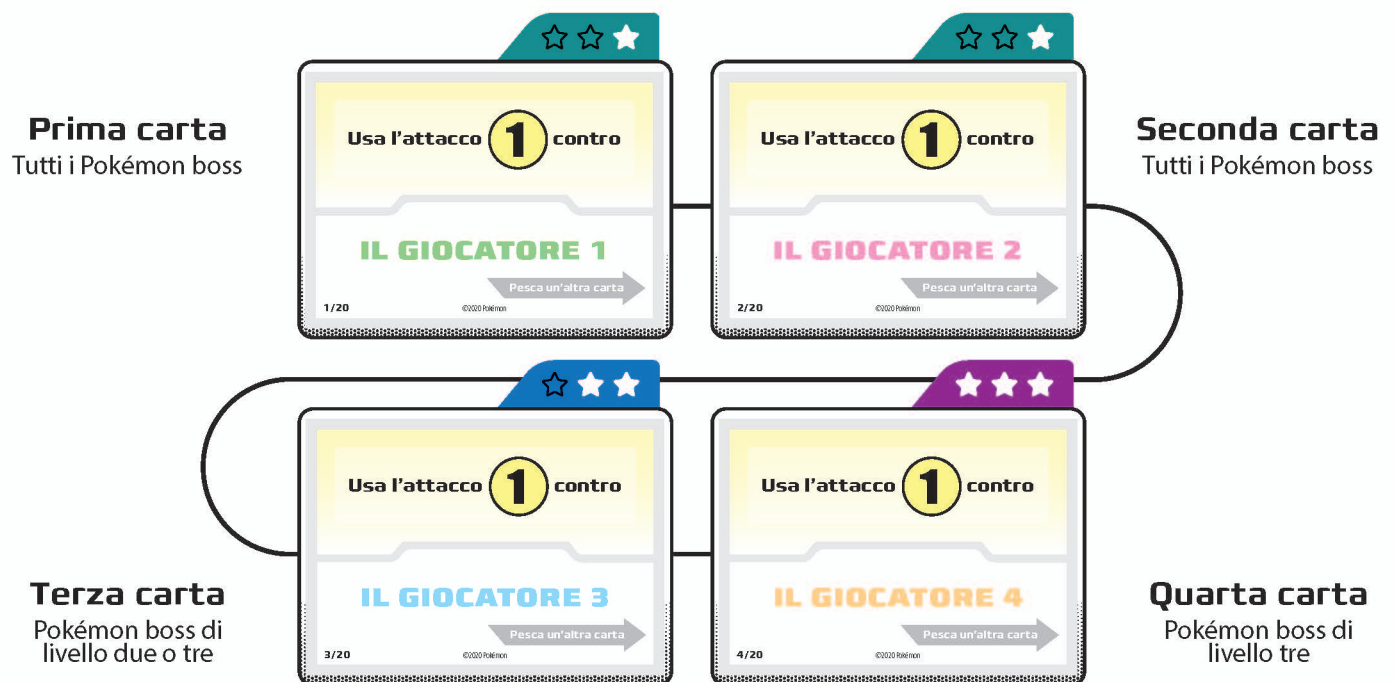 Prima carta
Tutti i Pokémon boss
Usa l'attacco 1 contro
IL GIOCATORE 1
Pesca un'altra carta
1/20
©2020 Pokémon
Usa l'attacco 1 contro
IL GIOCATORE 2
Pesca un'altra carta
2/20
©2020 Pokémon
Seconda carta
Tutti i Pokémon boss
Terza carta
Pokémon boss di
livello due o tre
Usa l'attacco 1 contro
IL GIOCATORE 3
Pesca un'altra carta
3/20
©2020 Pokémon
Usa l'attacco 1 contro
IL GIOCATORE 4
Pesca un'altra carta
4/20
©2020 Pokémon
Quarta carta
Pokémon boss di
livello tre